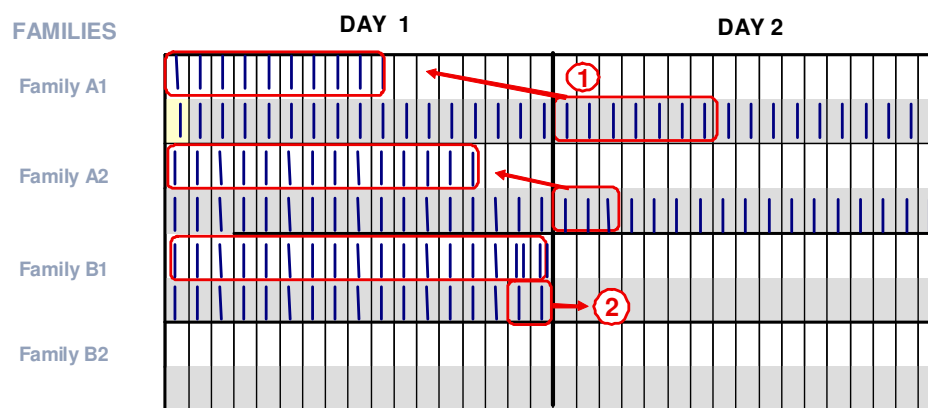 DAY 1
DAY 2
FAMILIES
Family A1
1
Family A2
Family B1
2
Family B2